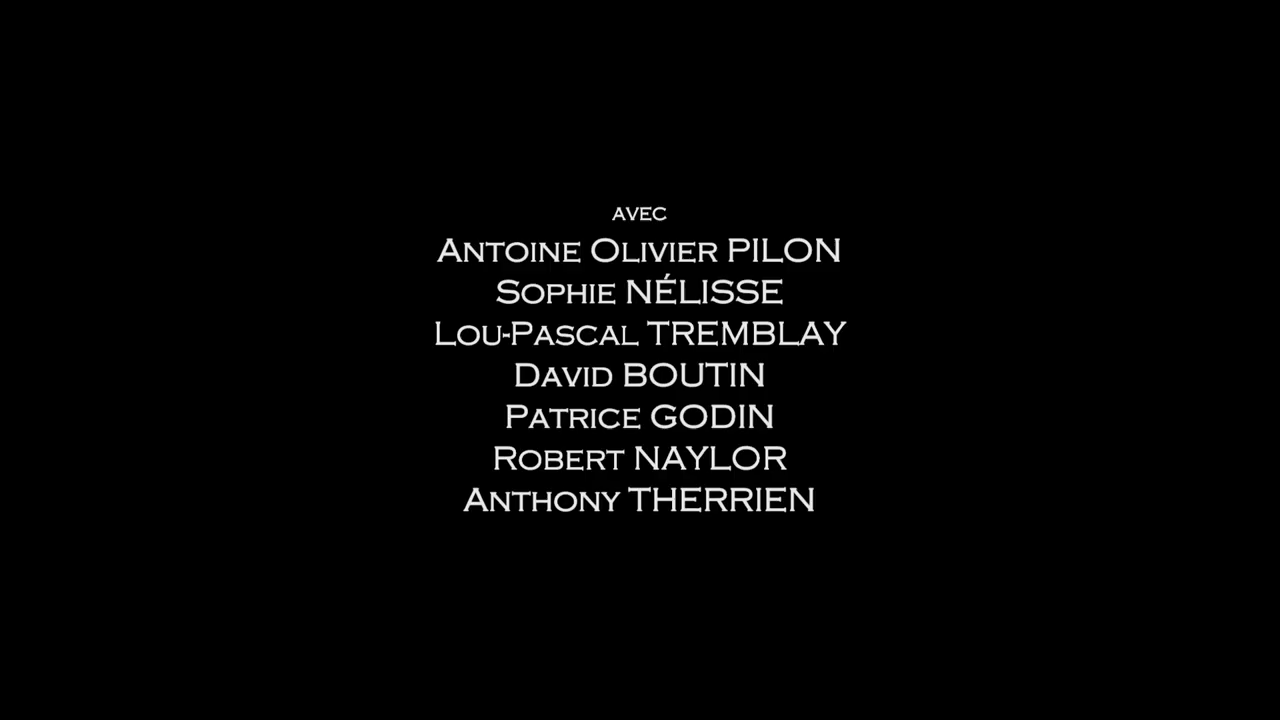 AVEC
ANTOINE OLIVIER PILON
SOPHIE NÉLISSE
LOU-PASCAL TREMBLAY
DAVID BOUTIN
PATRICE GODIN
ROBERT NAYLOR
ANTHONY THERRIEN